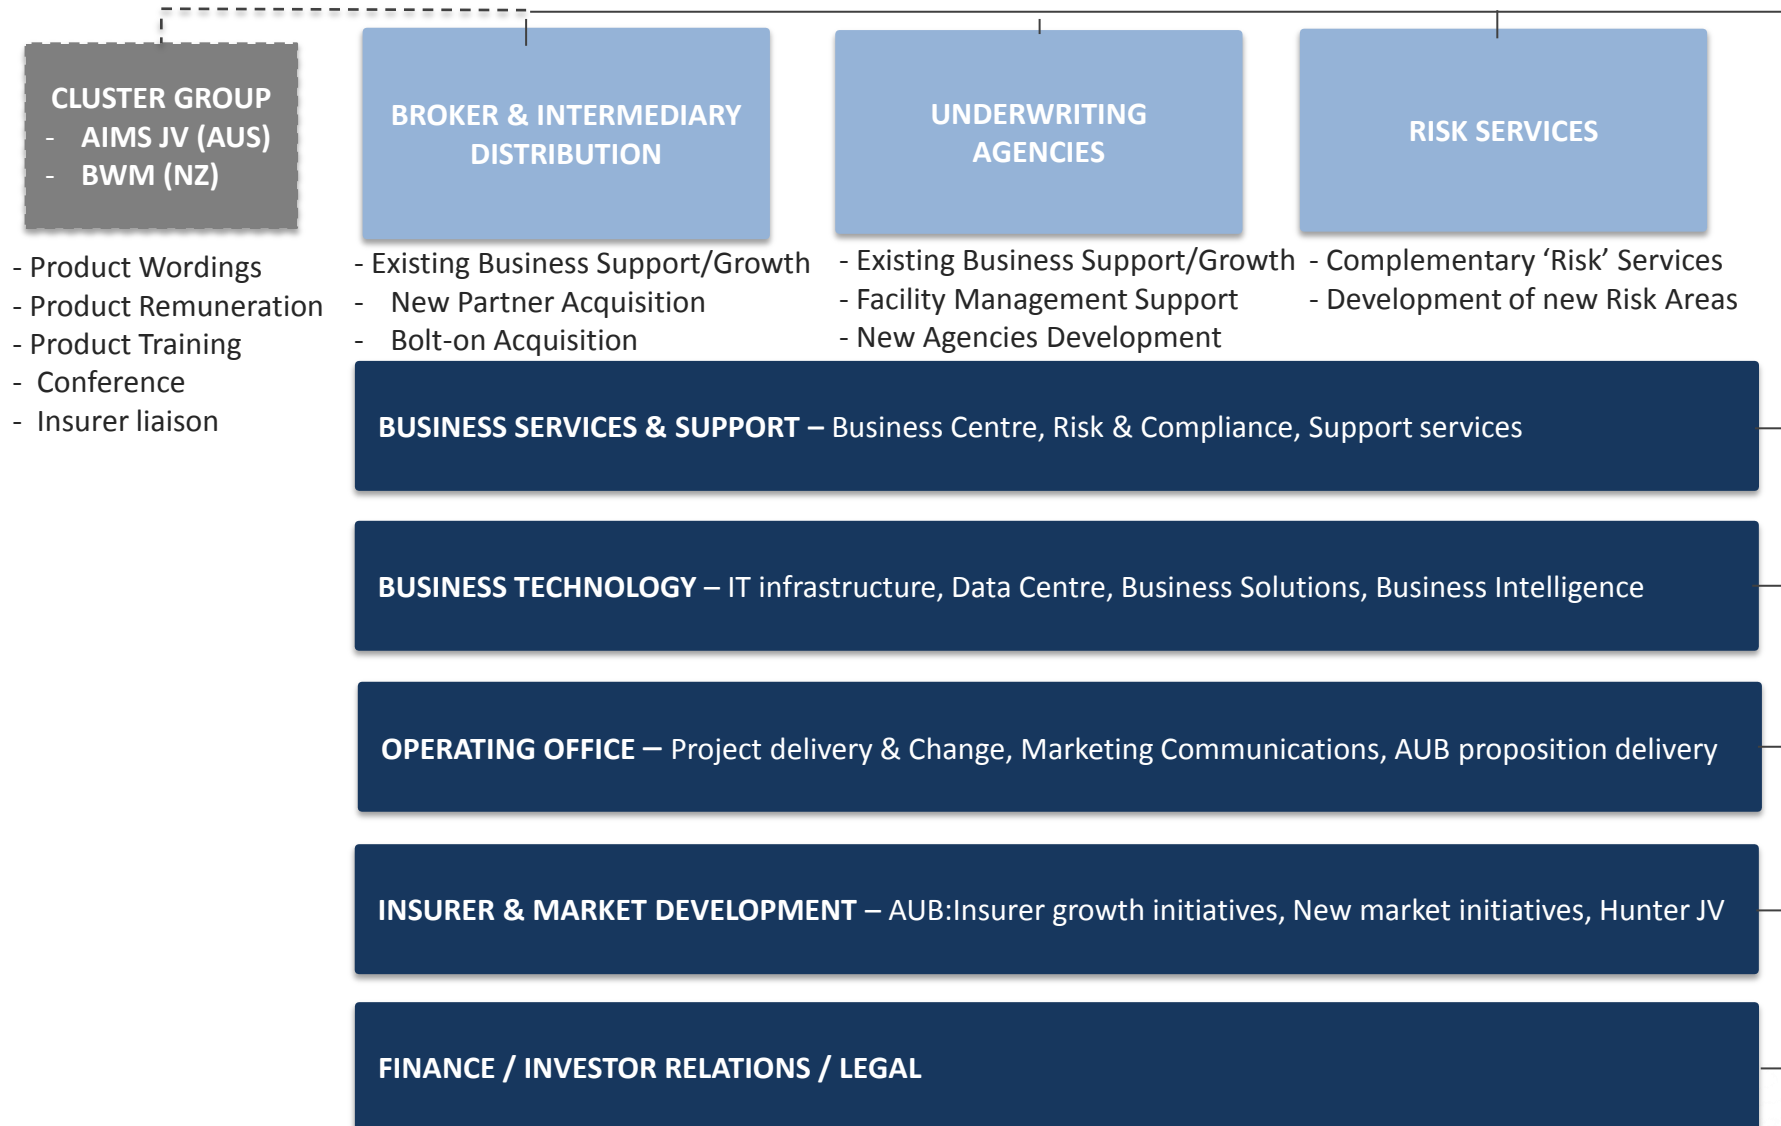 CLUSTER GROUP
- AIMS JV (AUS)
- BWM (NZ)
- Product Wordings
- Product Remuneration
- Product Training
- Conference
- Insurer liaison
BROKER & INTERMEDIARY
DISTRIBUTION
- Existing Business Support/Growth
- New Partner Acquisition
- Bolt-on Acquisition
UNDERWRITING
AGENCIES
- Existing Business Support/Growth
- Facility Management Support
- New Agencies Development
RISK SERVICES
- Complementary ‘Risk’ Services
- Development of new Risk Areas
BUSINESS SERVICES & SUPPORT – Business Centre, Risk & Compliance, Support services
BUSINESS TECHNOLOGY – IT infrastructure, Data Centre, Business Solutions, Business Intelligence
OPERATING OFFICE – Project delivery & Change, Marketing Communications, AUB proposition delivery
INSURER & MARKET DEVELOPMENT – AUB:Insurer growth initiatives, New market initiatives, Hunter JV
FINANCE / INVESTOR RELATIONS / LEGAL